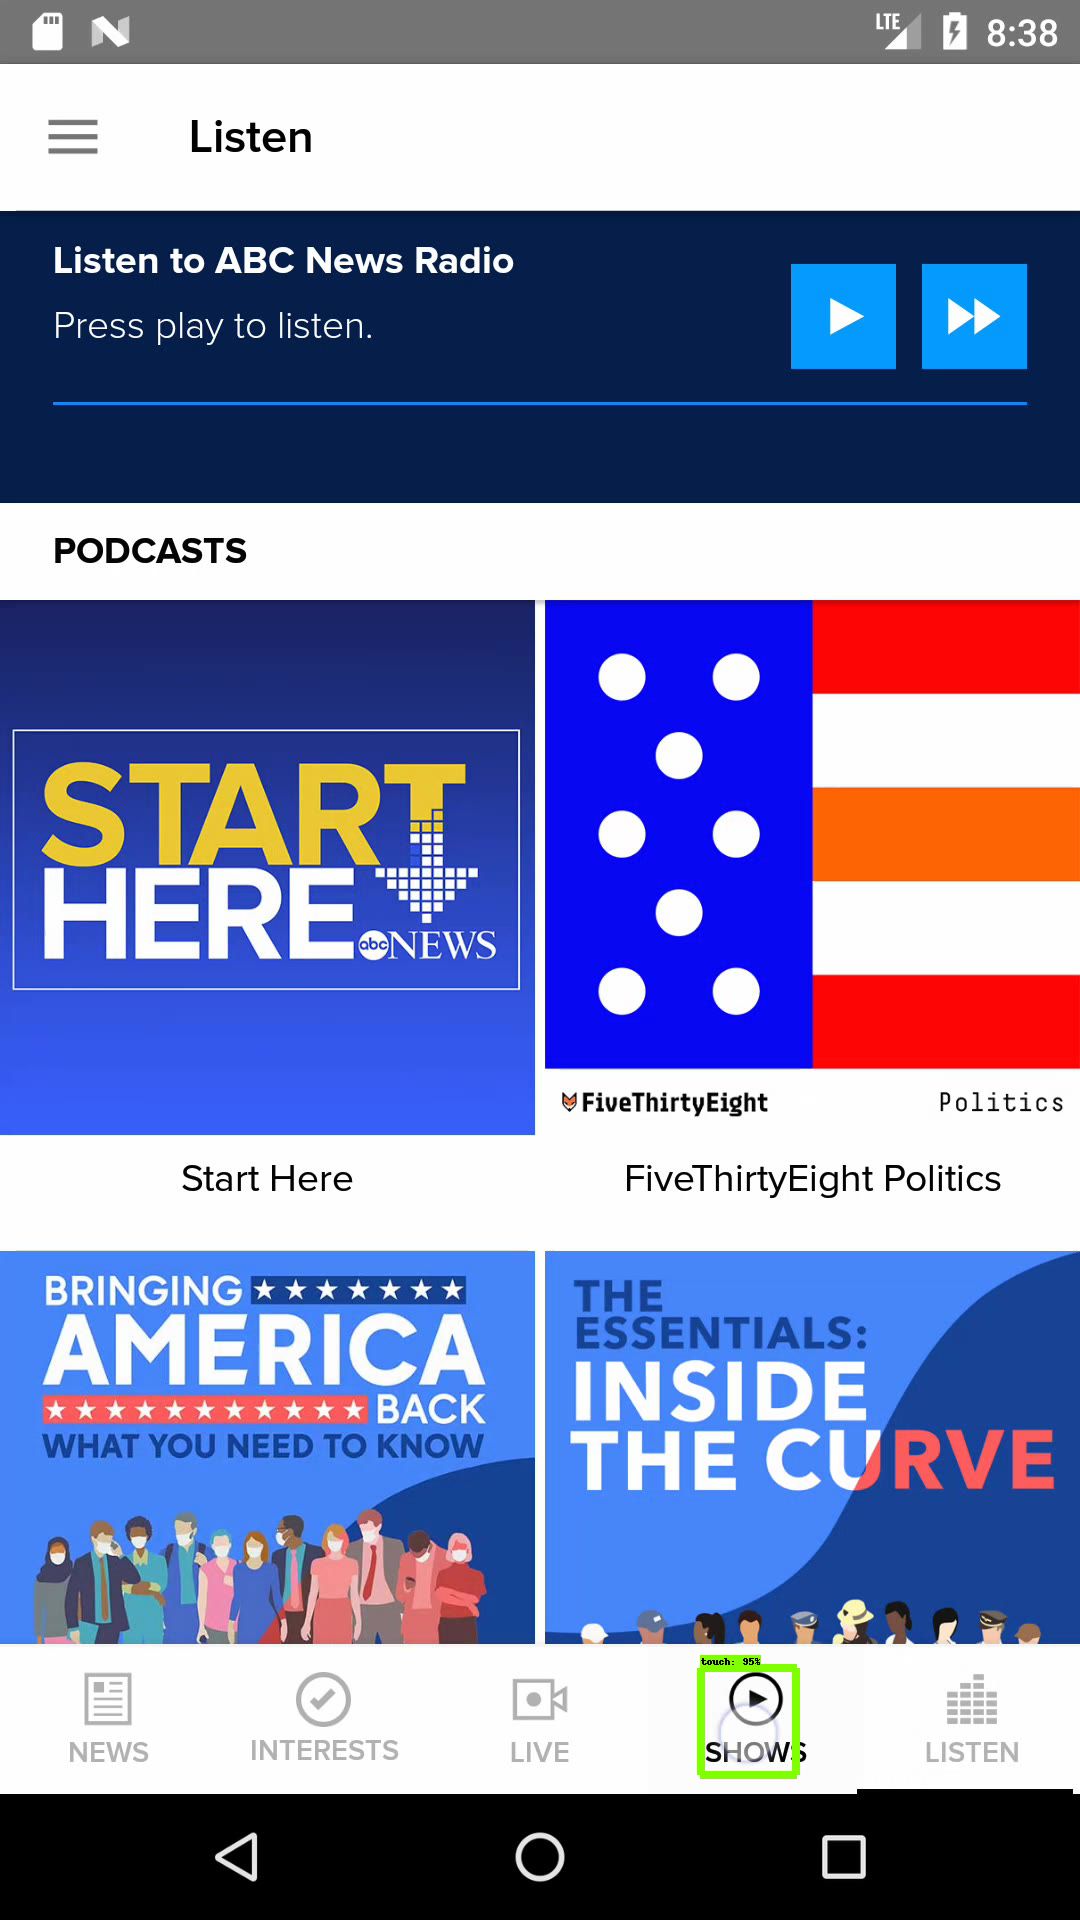 LTE 8:38
Listen
Listen to ABC News Radio
Press play to listen.
PODCASTS
START
HERE
abc NEWS
FiveThirtyEight
Politics
Start Here
FiveThirtyEight Politics
BRINGING
AMERICA
BACK
WHAT YOU NEED TO KNOW
THE
ESSENTIALS:
INSIDE
THE CURVE
touch: 95%
NEWS
INTERESTS
LIVE
SHOWS
LISTEN